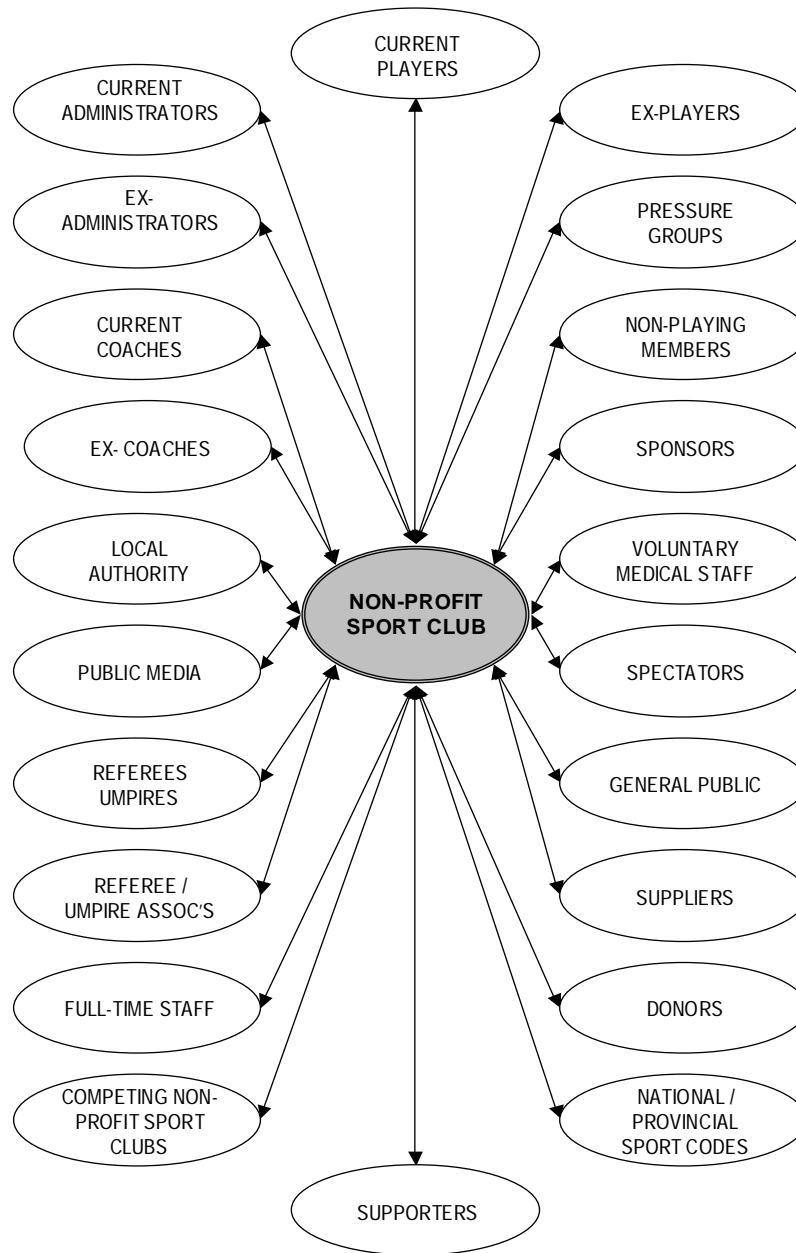 CURRENT
PLAYERS
CURRENT
ADMINISTRATORS
EX-PLAYERS
EX-
ADMINISTRATORS
PRESSURE
GROUPS
CURRENT
COACHES
NON-PLAYING
MEMBERS
EX- COACHES
SPONSORS
LOCAL
AUTHORITY
VOLUNTARY
MEDICAL STAFF
NON-PROFIT
SPORT CLUB
PUBLIC MEDIA
SPECTATORS
REFEREES
UMPIRES
GENERAL PUBLIC
REFEREE /
UMPIRE ASSOC'S
SUPPLIERS
FULL-TIME STAFF
DONORS
COMPETING NON-
PROFIT SPORT
CLUBS
NATIONAL /
PROVINCIAL
SPORT CODES
SUPPORTERS